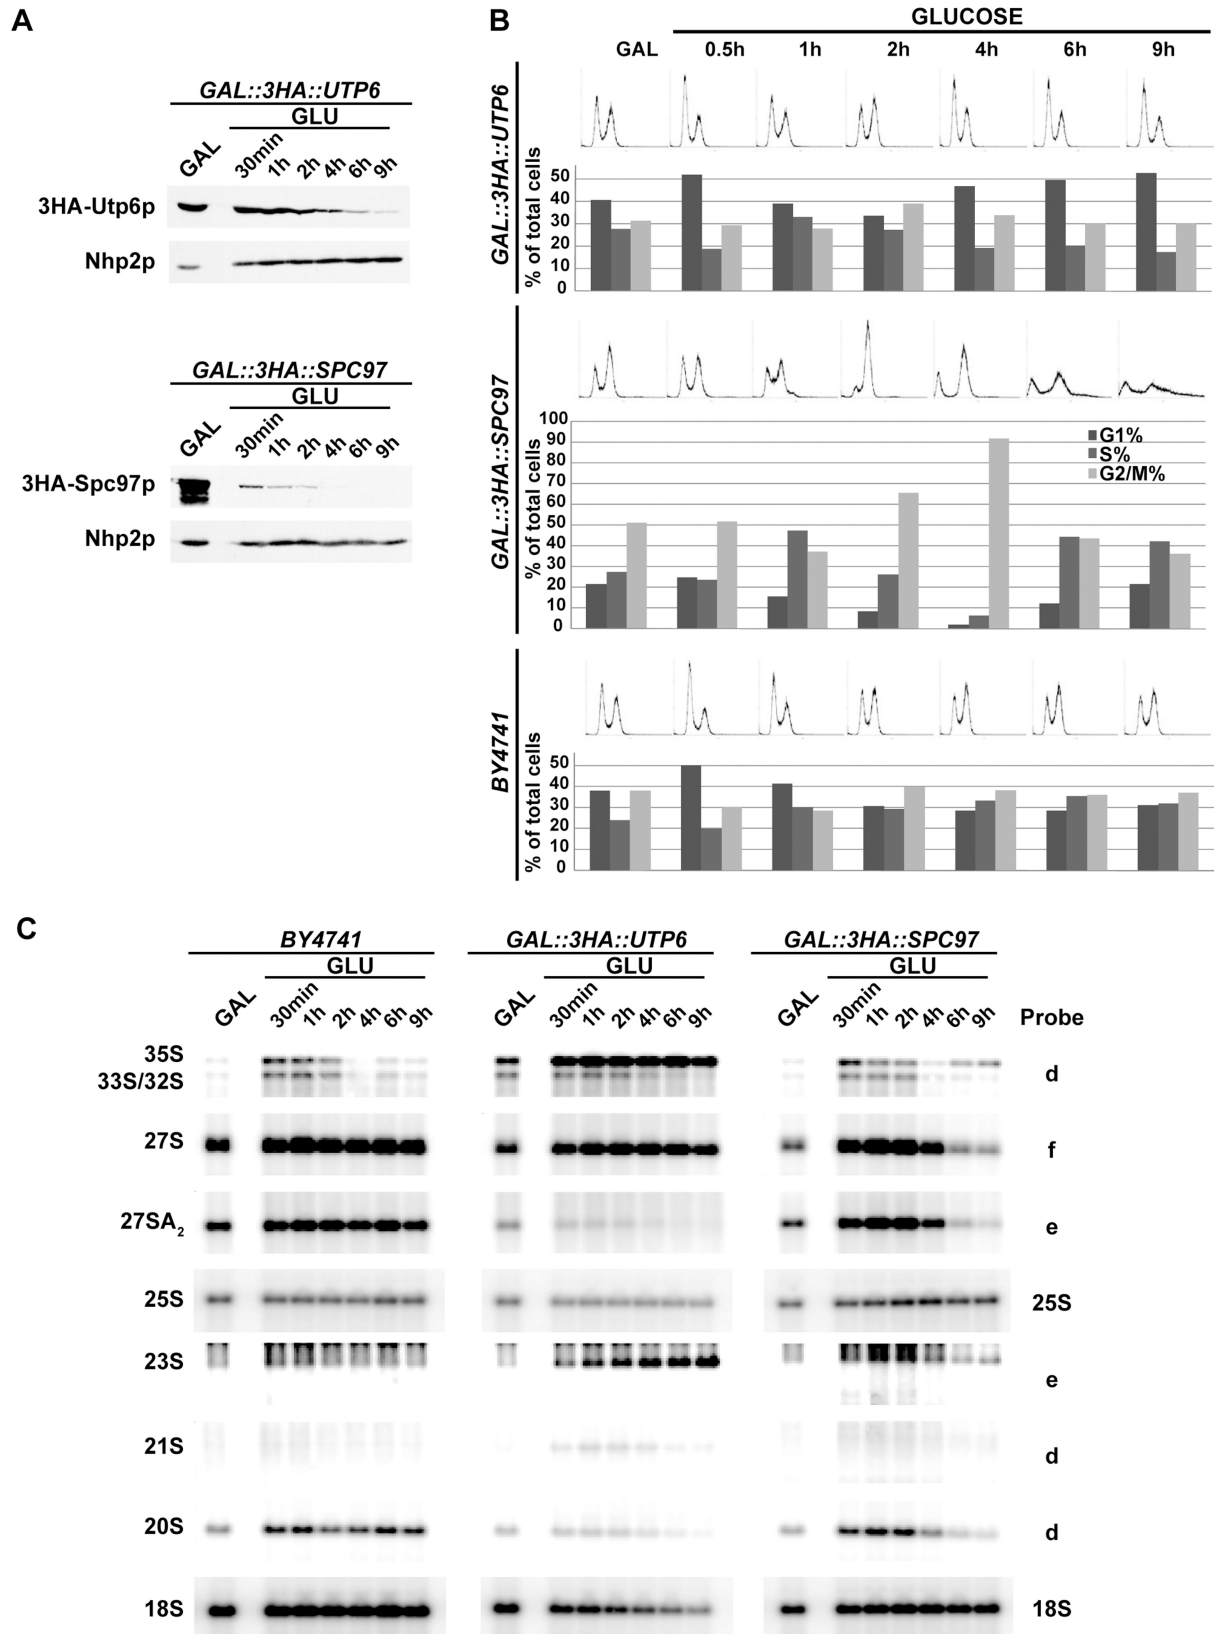 A
GAL::3HA::UTP6
GLU
GAL 30min 1h 2h 4h 6h 9h
3HA-Utp6p
Nhp2p
GAL::3HA::SPC97
GLU
GAL 30min 1h 2h 4h 6h 9h
3HA-Spc97p
Nhp2p
B
GLUCOSE
GAL 0.5h 1h 2h 4h 6h 9h
GAL::3HA::UTP6
% of total cells
50
40
30
20
10
0
GAL::3HA::SPC97
% of total cells
100
90
80
70
60
50
40
30
20
10
0
G1%
S%
G2/M%
BY4741
% of total cells
50
40
30
20
10
0
C
BY4741 GAL::3HA::UTP6 GAL::3HA::SPC97
GLU GLU GLU
GAL 30min 1h 2h 4h 6h 9h GAL 30min 1h 2h 4h 6h 9h GAL 30min 1h 2h 4h 6h 9h Probe
35S
33S/32S d
27S f
27SA2 e
25S 25S
23S e
21S d
20S d
18S 18S